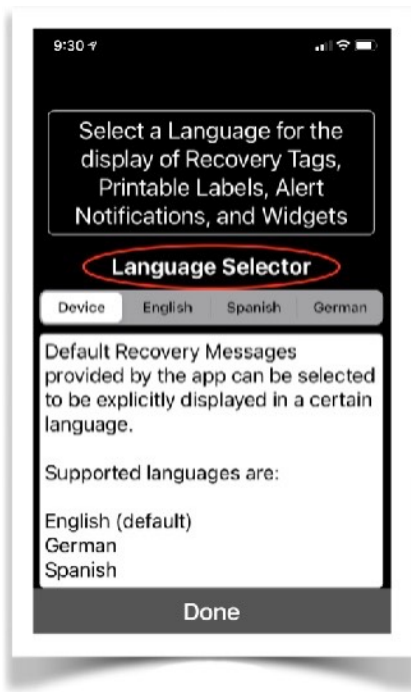 9:30
Select a Language for the
display of Recovery Tags,
Printable Labels, Alert
Notifications, and Widgets
Language Selector
Device English Spanish German
Default Recovery Messages
provided by the app can be selected
to be explicitly displayed in a certain
language.
Supported languages are:
English (default)
German
Spanish
Done